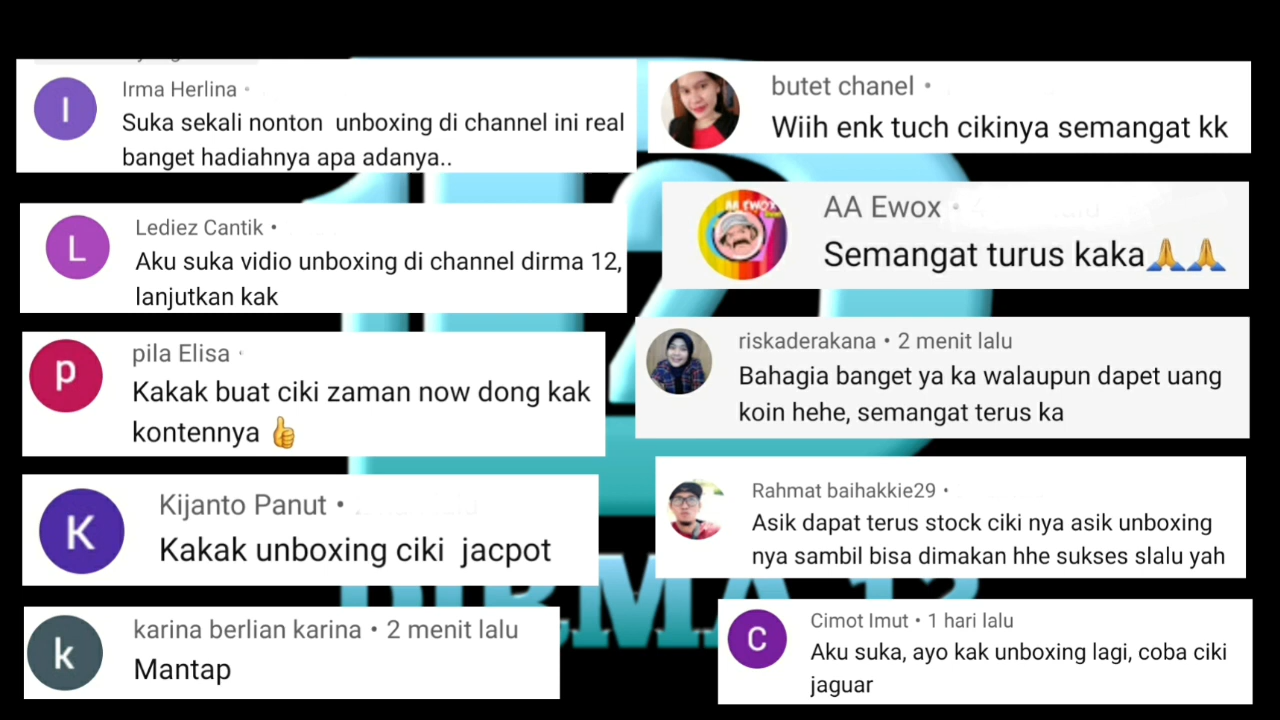 Irma Herlina •
Suka sekali nonton unboxing di channel ini real
banget hadiahnya apa adanya..
Lediez Cantik •
Aku suka vidio unboxing di channel dirma 12,
lanjutkan kak
pila Elisa •
Kakak buat ciki zaman now dong kak
kontennya 👍
Kijanto Panut •
Kakak unboxing ciki jacpot
karina berlian karina • 2 menit lalu
Mantap
butet chanel •
Wiih enk tuch cikinya semangat kk
AA Ewox •
Semangat turus kaka🙏🙏
riskaderakana • 2 menit lalu
Bahagia banget ya ka walaupun dapet uang
koin hehe, semangat terus ka
Rahmat baihakkie29 •
Asik dapat terus stock ciki nya asik unboxing
nya sambil bisa dimakan hhe sukses slalu yah
Cimot Imut • 1 hari lalu
Aku suka, ayo kak unboxing lagi, coba ciki
jaguar
I
L
p
K
k
C
AA EWOX
12
DIRMA 12